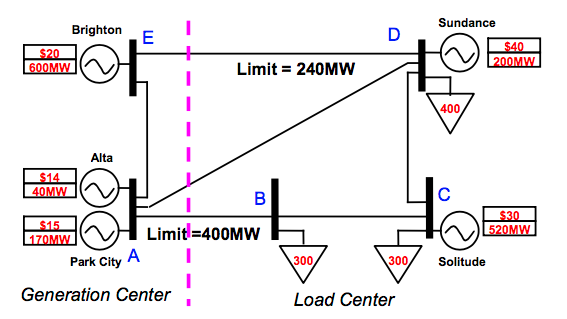 Brighton
E
D
Sundance
$20
600MW
$40
200MW
Limit = 240MW
400
Alta
$14
40MW
B
C
$15
170MW
$30
520MW
Limit=400MW
Park City
A
300
300
Solitude
Generation Center
Load Center